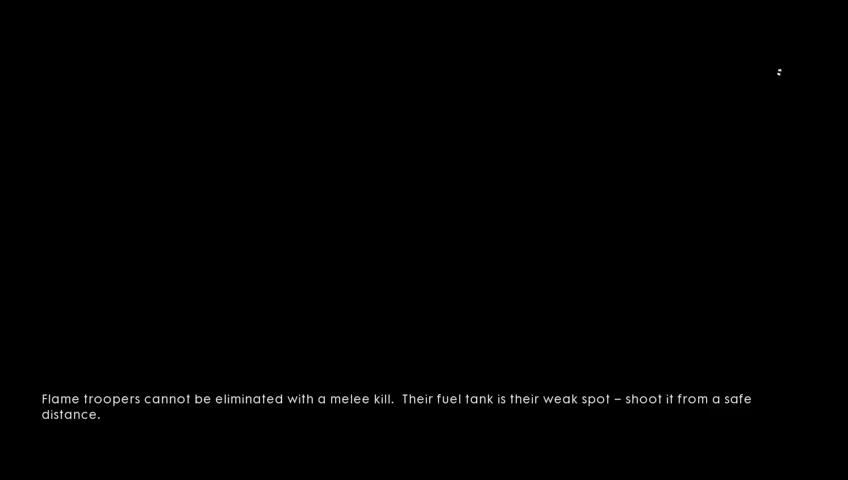 Flame troopers cannot be eliminated with a melee kill.  Their fuel tank is their weak spot – shoot it from a safe
distance.